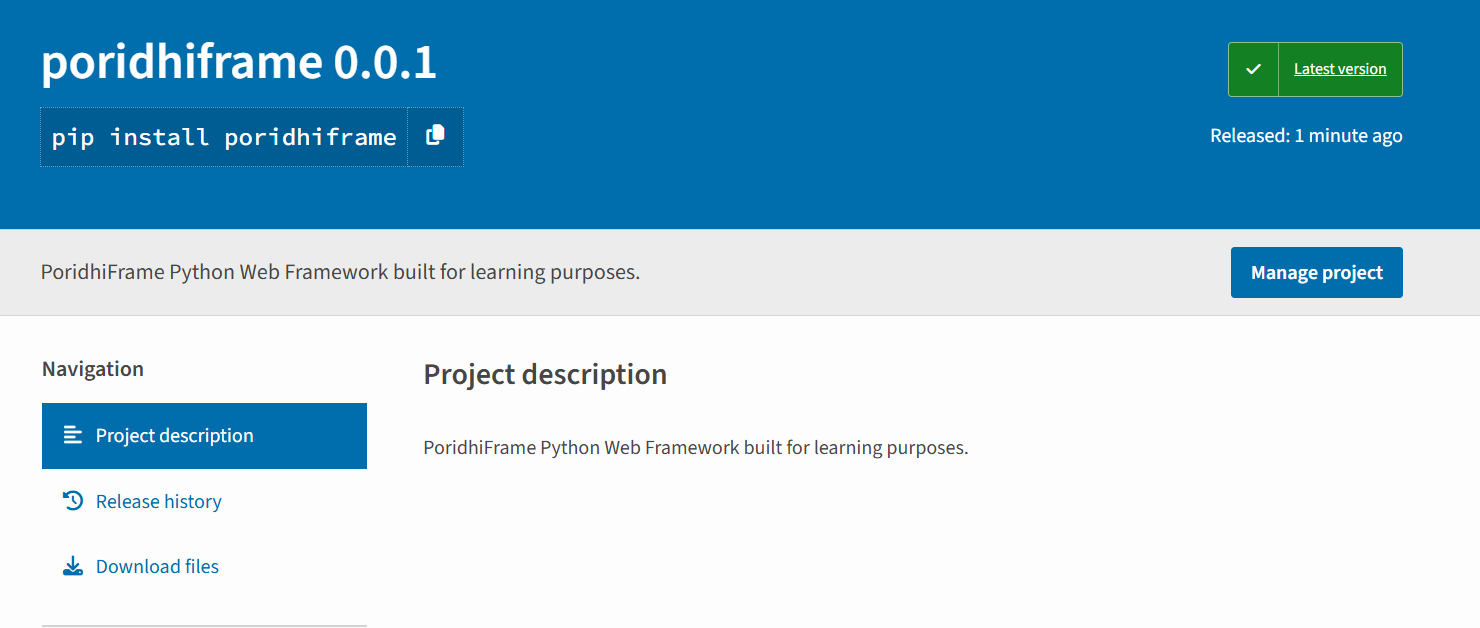 poridhiframe 0.0.1
pip install poridhiframe
Latest version
Released: 1 minute ago
PoridhiFrame Python Web Framework built for learning purposes.
Manage project
Navigation
Project description
Release history
Download files
Project description
PoridhiFrame Python Web Framework built for learning purposes.